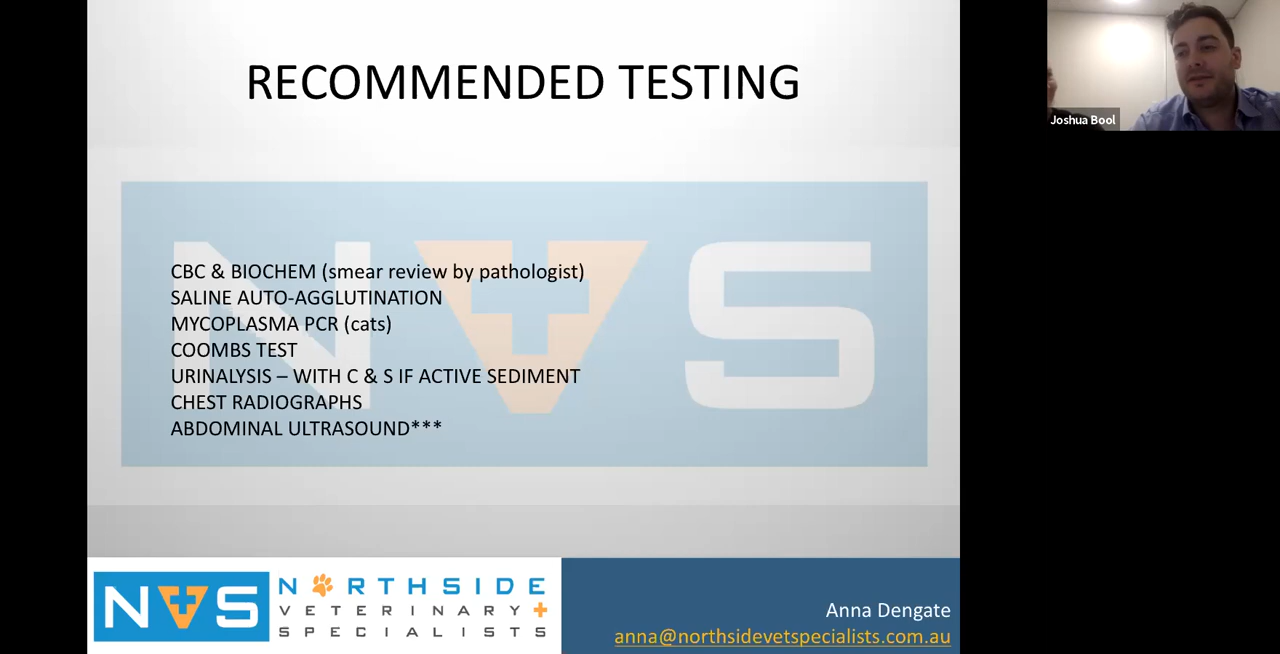 RECOMMENDED TESTING
Joshua Bool
NVS
CBC & BIOCHEM (smear review by pathologist)
SALINE AUTO-AGGLUTINATION
MYCOPLASMA PCR (cats)
COOMBS TEST
URINALYSIS – WITH C & S IF ACTIVE SEDIMENT
CHEST RADIOGRAPHS
ABDOMINAL ULTRASOUND***
NVS
NORTHSIDE
VETERINARY
SPECIALISTS
Anna Dengate
anna@northsidevetspecialists.com.au